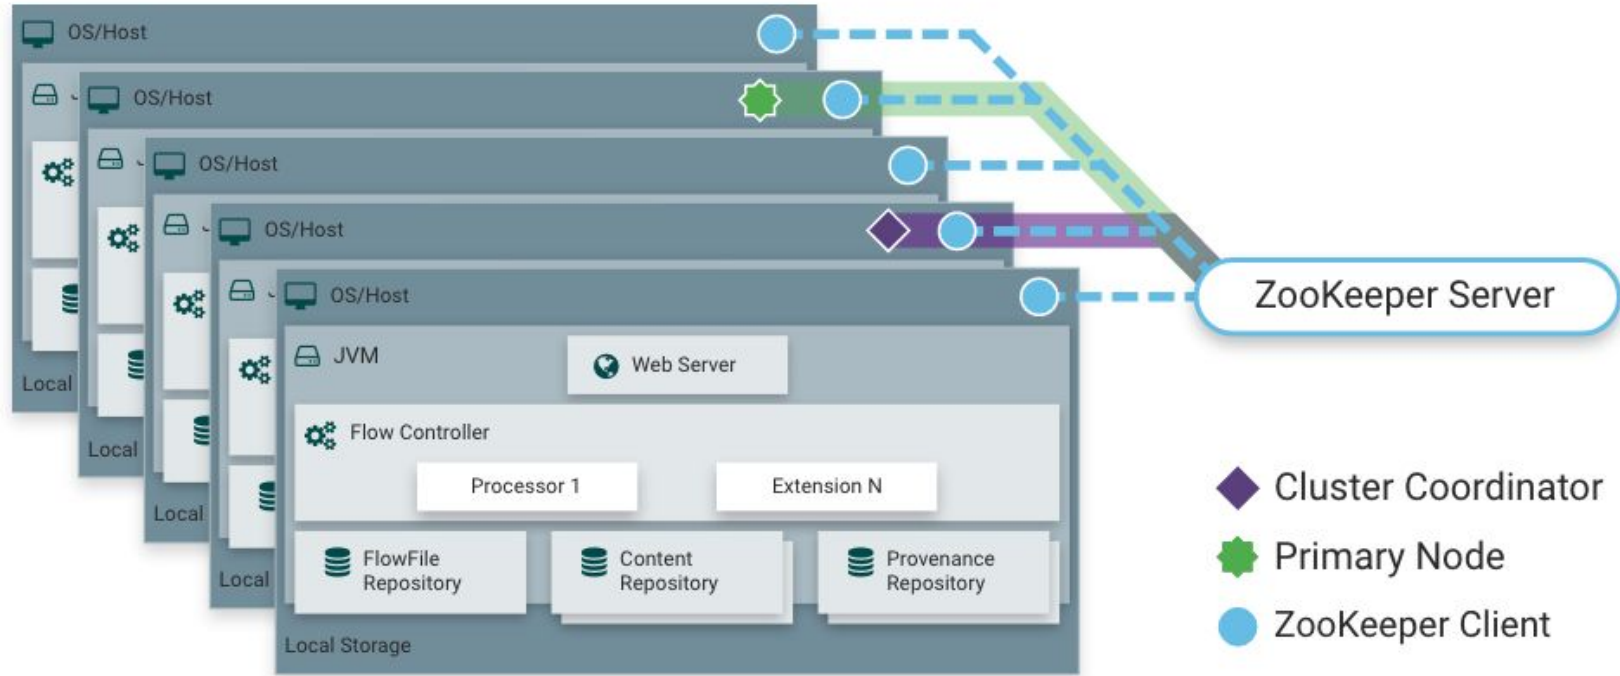 OS/Host
OS/Host
OS/Host
OS/Host
OS/Host
JVM
Web Server
Flow Controller
Processor 1
Extension N
FlowFile
Repository
Content
Repository
Provenance
Repository
Local Storage
Local
Local
Local
Local
ZooKeeper Server
Cluster Coordinator
Primary Node
ZooKeeper Client